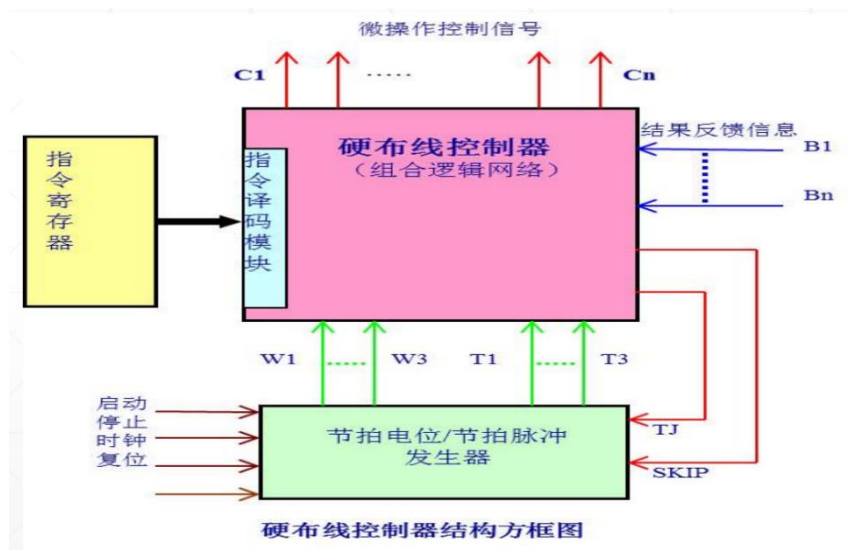 微操作控制信号
C1 ..... Cn
硬布线控制器
（组合逻辑网络）
结果反馈信息
B1
Bn
指令寄存器
指令译码模块
W1 ..... W3 T1 ..... T3
启动
停止
时钟
复位
节拍电位/节拍脉冲
发生器
TJ
SKIP
硬布线控制器结构方框图